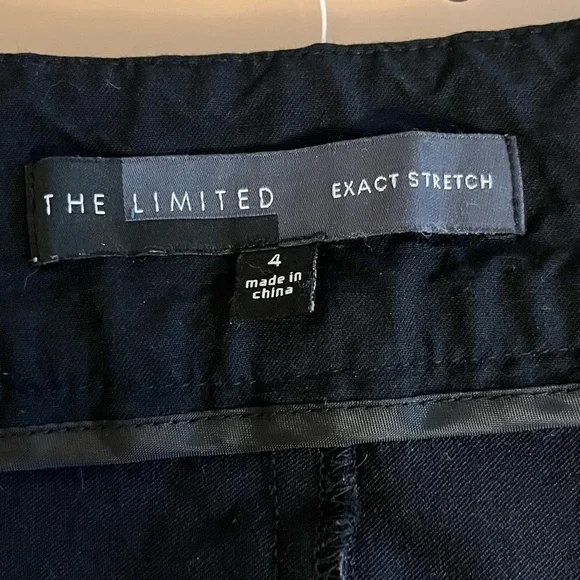 THE LIMITED EXACT STRETCH
4
made in
china